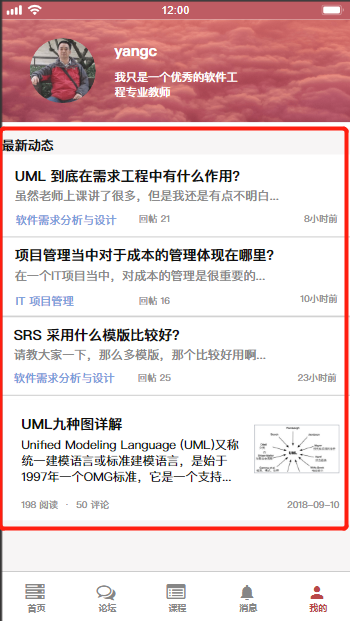 12:00
yangc
我只是一个优秀的软件工
程专业教师
最新动态
UML 到底在需求工程中有什么作用?
虽然老师上课讲了很多，但是我还是有点不明白...
软件需求分析与设计 回帖 21 8小时前
项目管理当中对于成本的管理体现在哪里?
在一个IT项目当中，对成本的管理是很重要的...
IT 项目管理 回帖 16 10小时前
SRS 采用什么模版比较好?
请教大家一下，那么多模版，那个比较好用啊...
软件需求分析与设计 回帖 25 23小时前
UML九种图详解
Unified Modeling Language (UML)又称
统一建模语言或标准建模语言，是始于
1997年一个OMG标准，它是一个支持...
UML
198 阅读 · 50 评论 2018-09-10
首页 论坛 课程 消息 我的